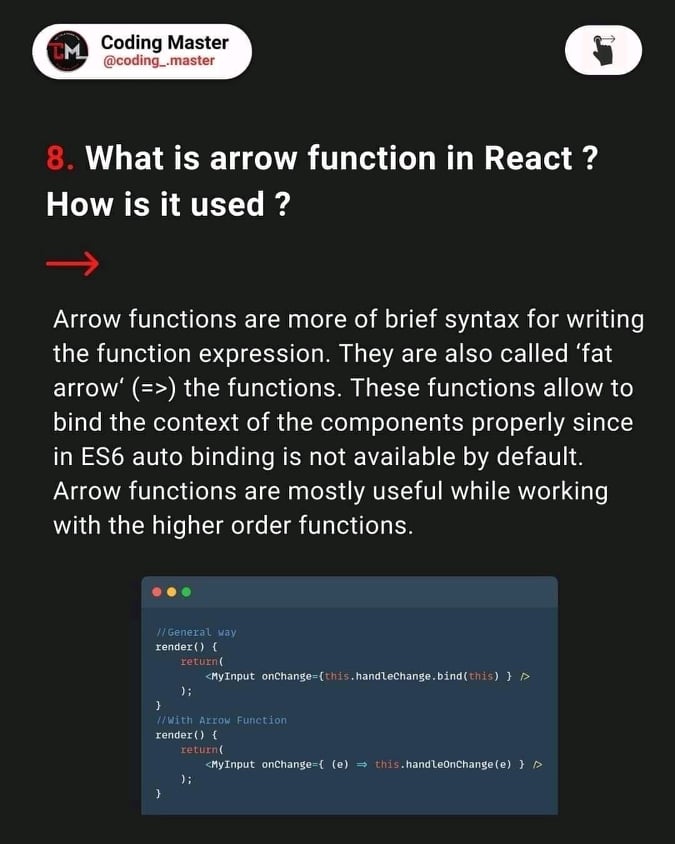 Coding Master
@coding_.master
8. What is arrow function in React ?
How is it used ?
Arrow functions are more of brief syntax for writing
the function expression. They are also called ‘fat
arrow‘ (=>) the functions. These functions allow to
bind the context of the components properly since
in ES6 auto binding is not available by default.
Arrow functions are mostly useful while working
with the higher order functions.
//General way
render() {
return(
<MyInput onChange={this.handleChange.bind(this) } />
);
}
//With Arrow Function
render() {
return(
<MyInput onChange={ (e) => this.handleOnChange(e) } />
);
}